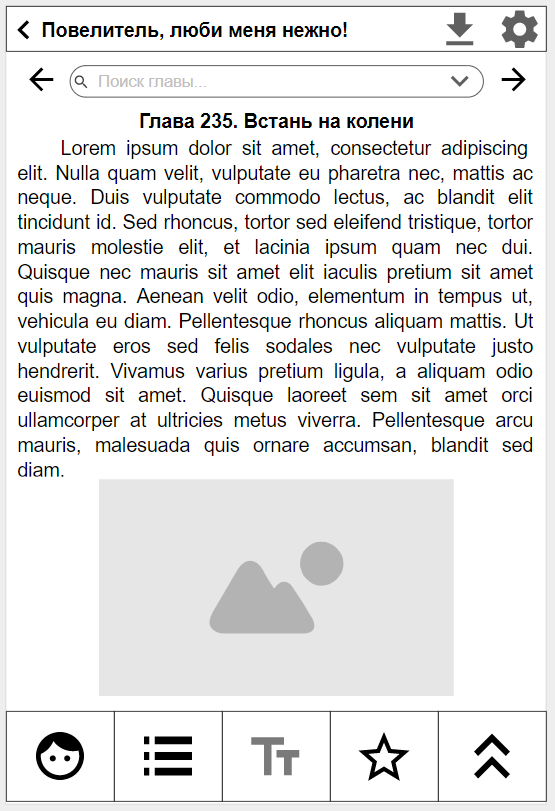 Повелитель, люби меня нежно!
Поиск главы...
Глава 235. Встань на колени
Lorem ipsum dolor sit amet, consectetur adipiscing
elit. Nulla quam velit, vulputate eu pharetra nec, mattis ac
neque. Duis vulputate commodo lectus, ac blandit elit
tincidunt id. Sed rhoncus, tortor sed eleifend tristique, tortor
mauris molestie elit, et lacinia ipsum quam nec dui.
Quisque nec mauris sit amet elit iaculis pretium sit amet
quis magna. Aenean velit odio, elementum in tempus ut,
vehicula eu diam. Pellentesque rhoncus aliquam mattis. Ut
vulputate eros sed felis sodales nec vulputate justo
hendrerit. Vivamus varius pretium ligula, a aliquam odio
euismod sit amet. Quisque laoreet sem sit amet orci
ullamcorper at ultricies metus viverra. Pellentesque arcu
mauris, malesuada quis ornare accumsan, blandit sed
diam.
Tт